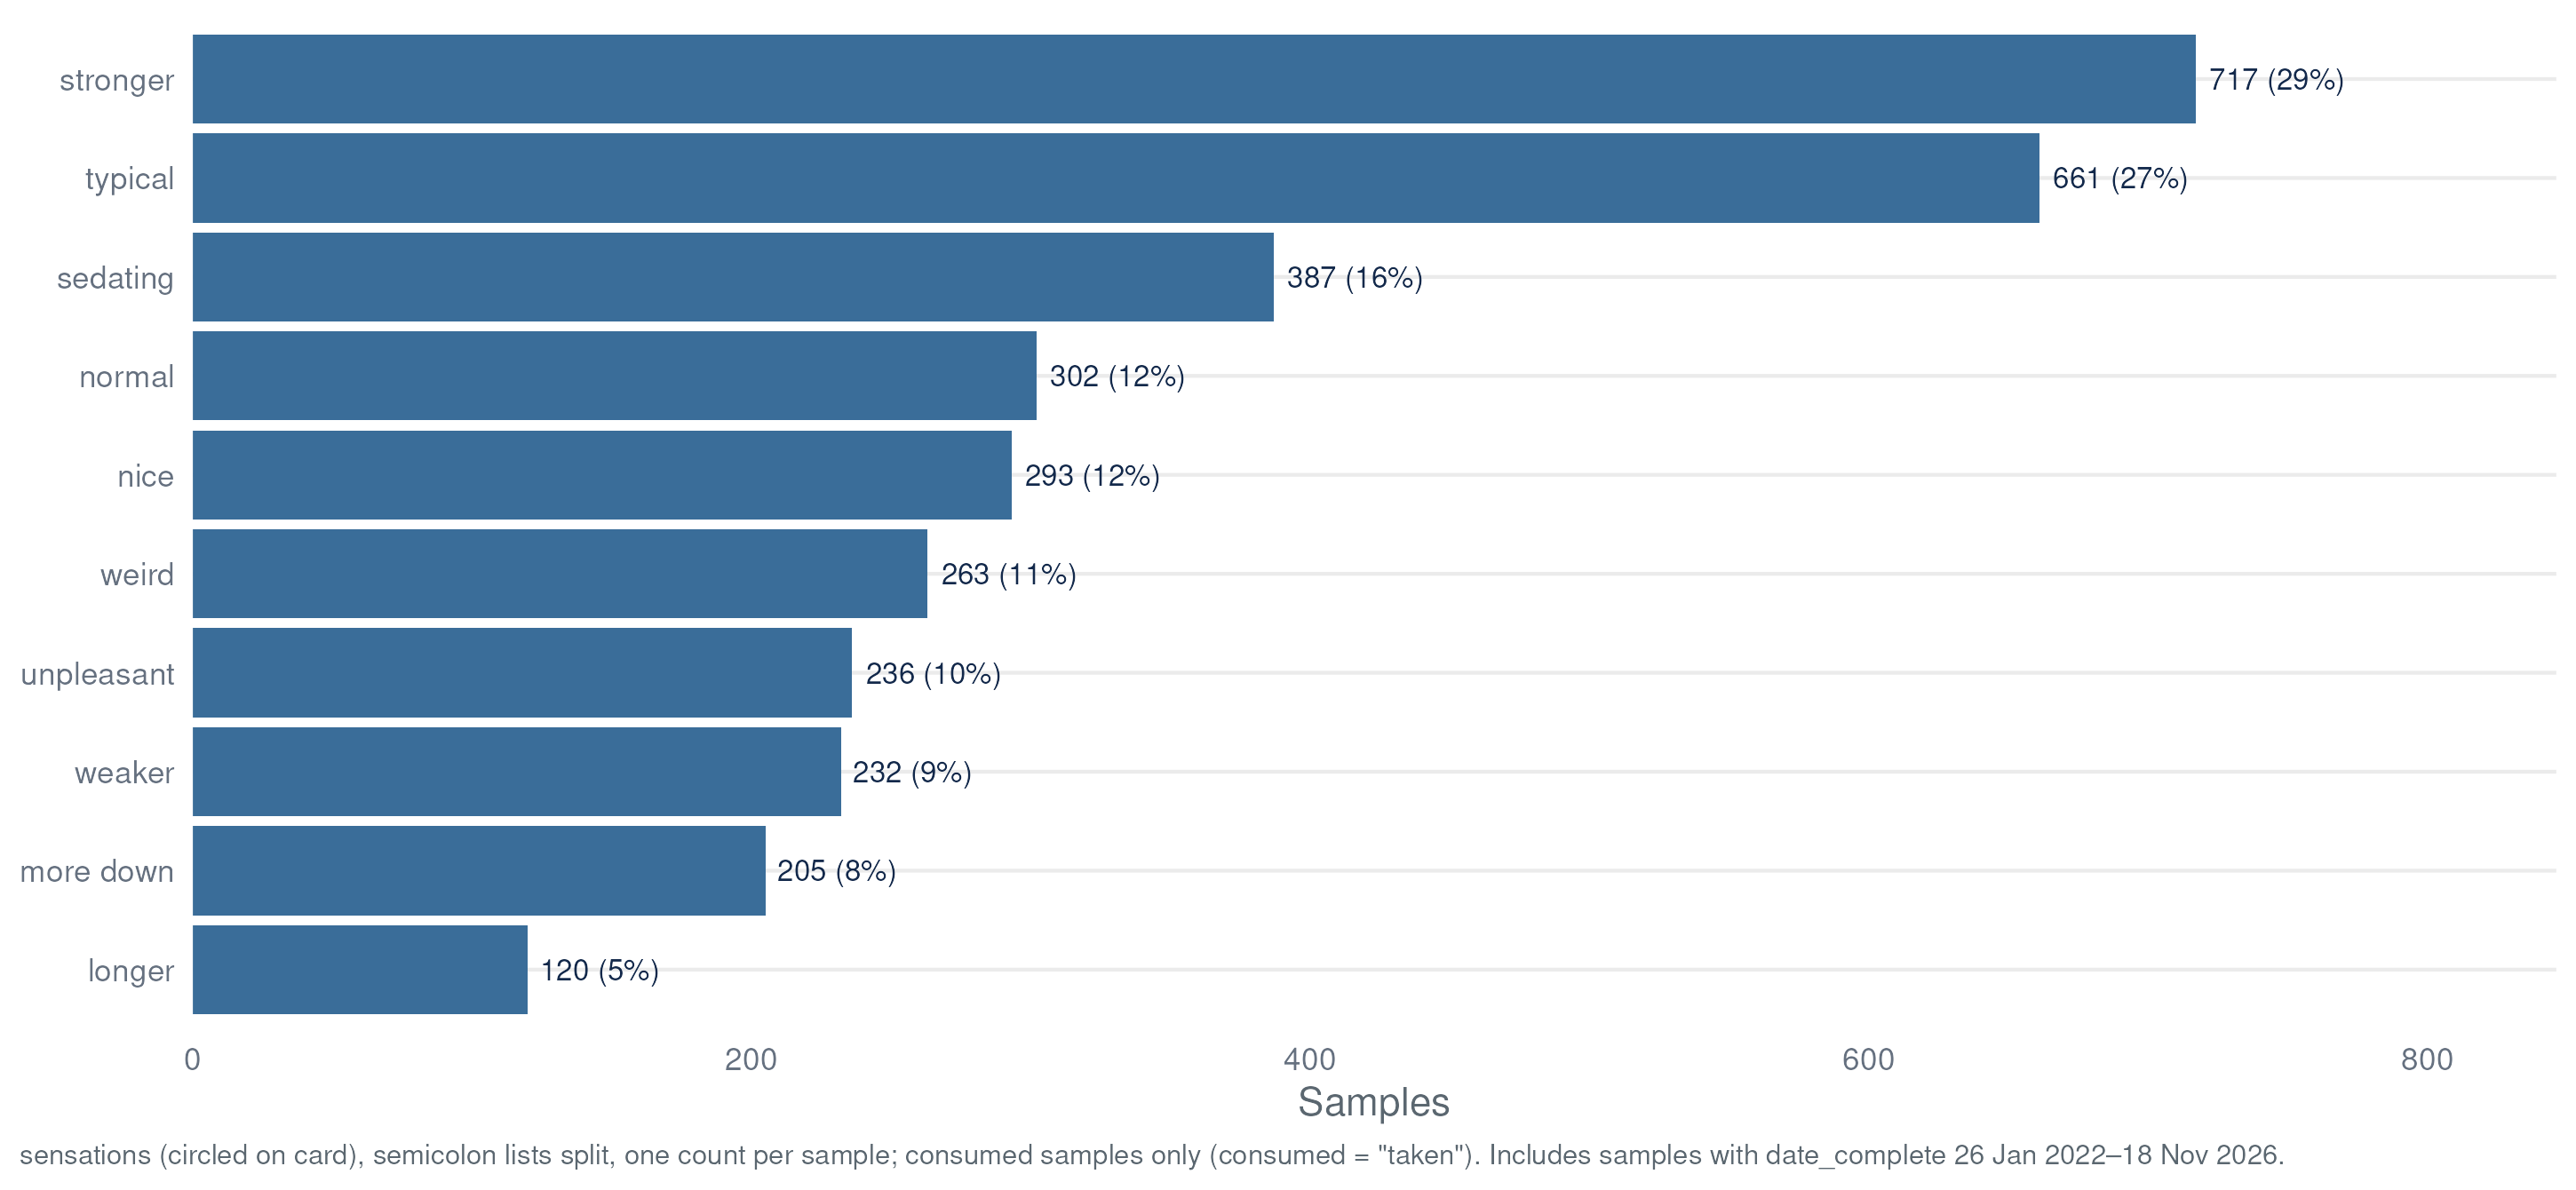 stronger 717 (29%)
typical 661 (27%)
sedating 387 (16%)
normal 302 (12%)
nice 293 (12%)
weird 263 (11%)
unpleasant 236 (10%)
weaker 232 (9%)
more down 205 (8%)
longer 120 (5%)
0 200 400 600 800
Samples
sensations (circled on card), semicolon lists split, one count per sample; consumed samples only (consumed = "taken"). Includes samples with date_complete 26 Jan 2022–18 Nov 2026.